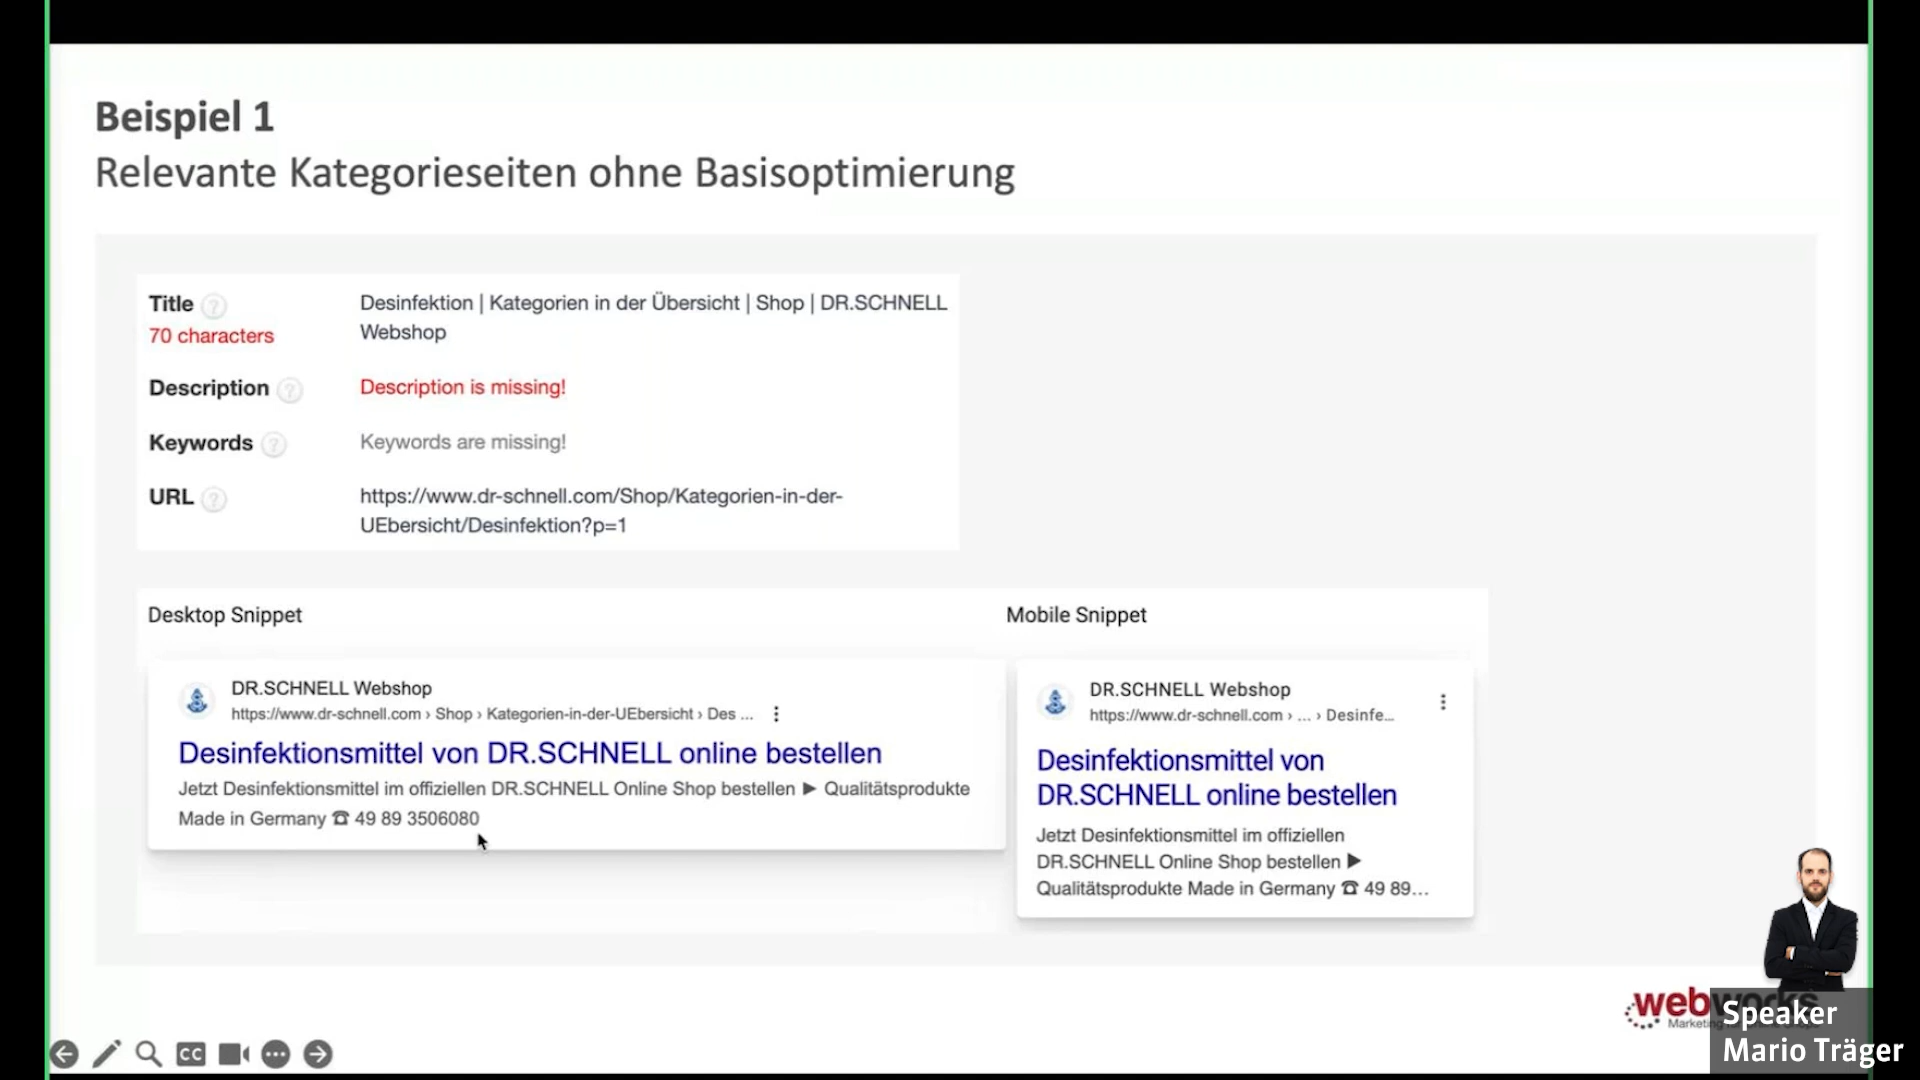 Beispiel 1
Relevante Kategorieseiten ohne Basisoptimierung
Title ?
70 characters
Desinfektion | Kategorien in der Übersicht | Shop | DR.SCHNELL
Webshop
Description ?
Description is missing!
Keywords ?
Keywords are missing!
URL ?
https://www.dr-schnell.com/Shop/Kategorien-in-der-
UEbersicht/Desinfektion?p=1
Desktop Snippet
DR.SCHNELL Webshop
https://www.dr-schnell.com › Shop › Kategorien-in-der-UEbersicht › Des ...
Desinfektionsmittel von DR.SCHNELL online bestellen
Jetzt Desinfektionsmittel im offiziellen DR.SCHNELL Online Shop bestellen ► Qualitätsprodukte
Made in Germany ☎ 49 89 3506080
Mobile Snippet
DR.SCHNELL Webshop
https://www.dr-schnell.com › ... › Desinfe...
Desinfektionsmittel von
DR.SCHNELL online bestellen
Jetzt Desinfektionsmittel im offiziellen
DR.SCHNELL Online Shop bestellen ►
Qualitätsprodukte Made in Germany ☎ 49 89...
webworks
Marketing
Speaker
Mario Träger
CC